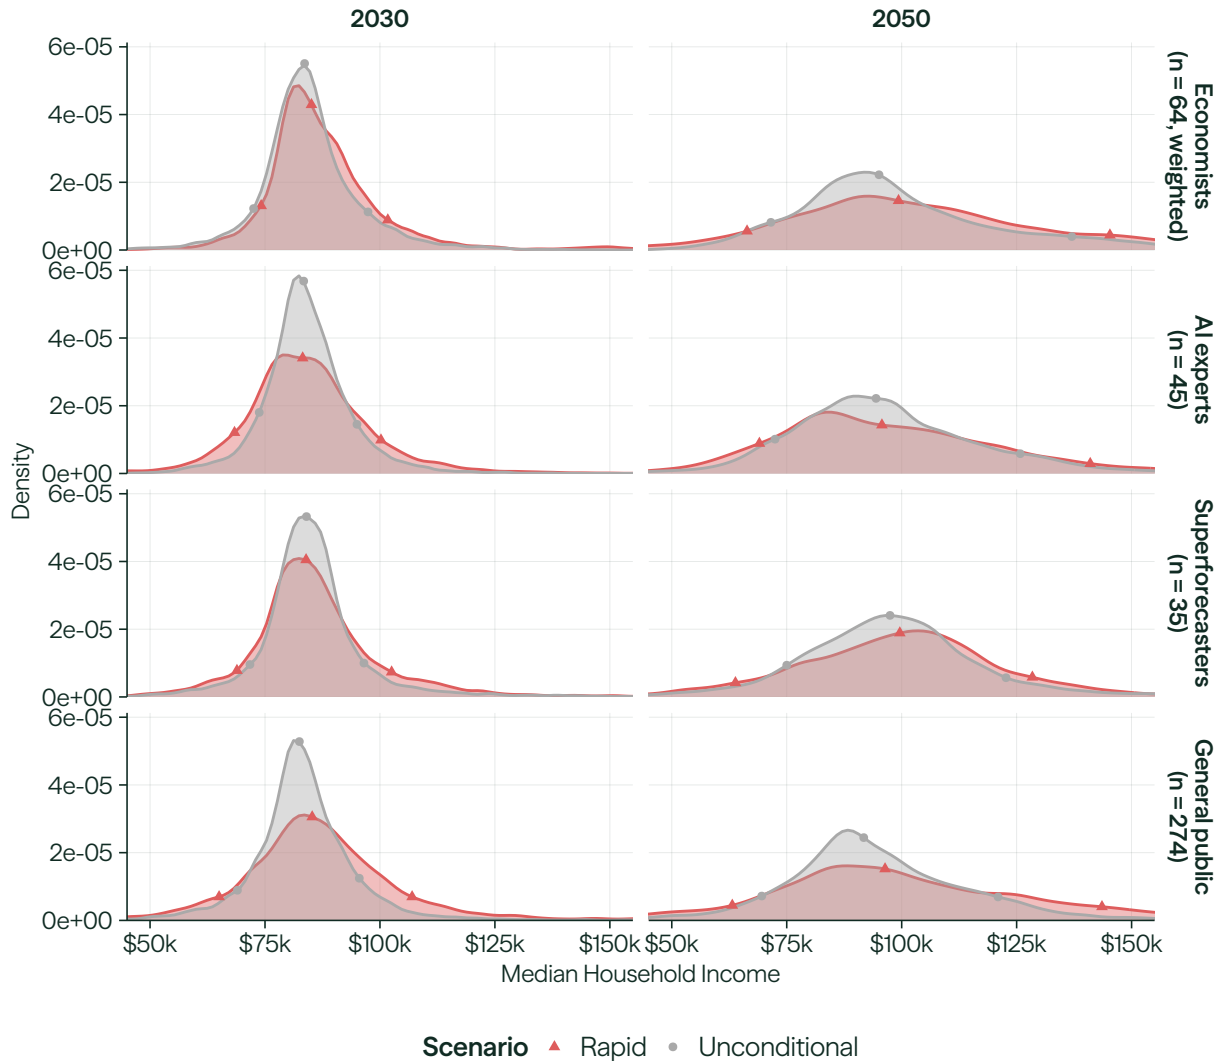 2030
2050
6e-05
4e-05
2e-05
0e+00
Economists
(n = 64, weighted)
6e-05
4e-05
2e-05
0e+00
AI experts
(n = 45)
6e-05
4e-05
2e-05
0e+00
Superforecasters
(n = 35)
6e-05
4e-05
2e-05
0e+00
General public
(n = 274)
Density
$50k $75k $100k $125k $150k $50k $75k $100k $125k $150k
Median Household Income
Scenario Rapid Unconditional